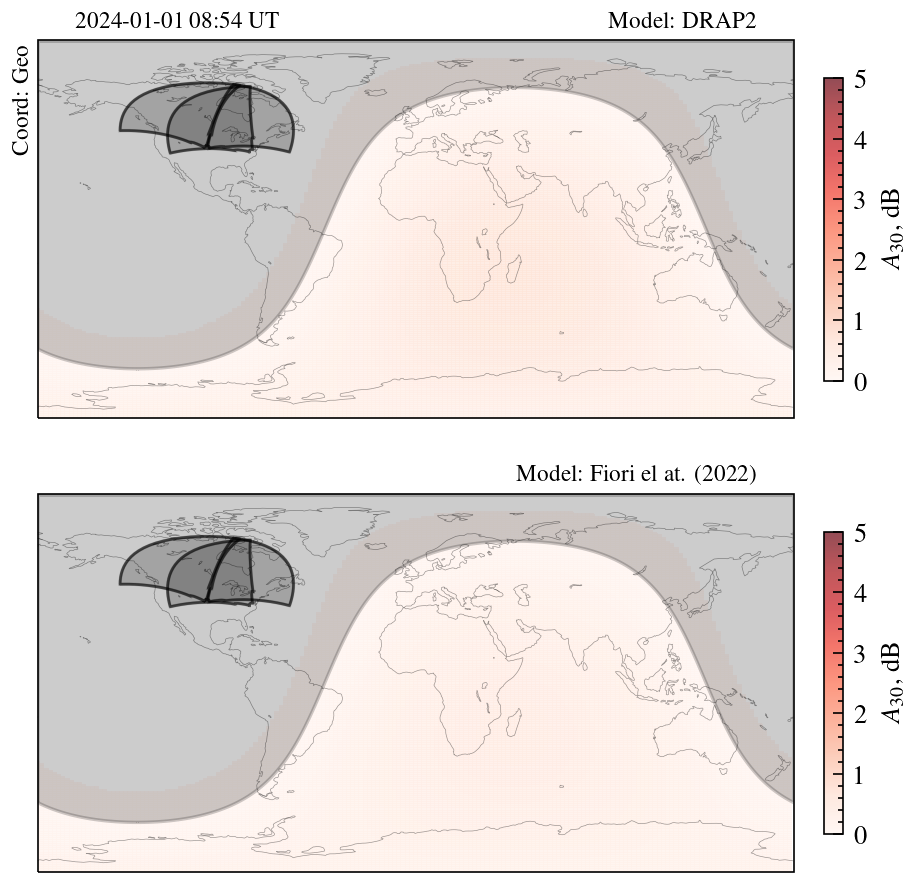 2024-01-01 08:54 UT
Model: DRAP2
Coord: Geo
5
4
3
2
1
0
A30, dB
Model: Fiori el at. (2022)
5
4
3
2
1
0
A30, dB